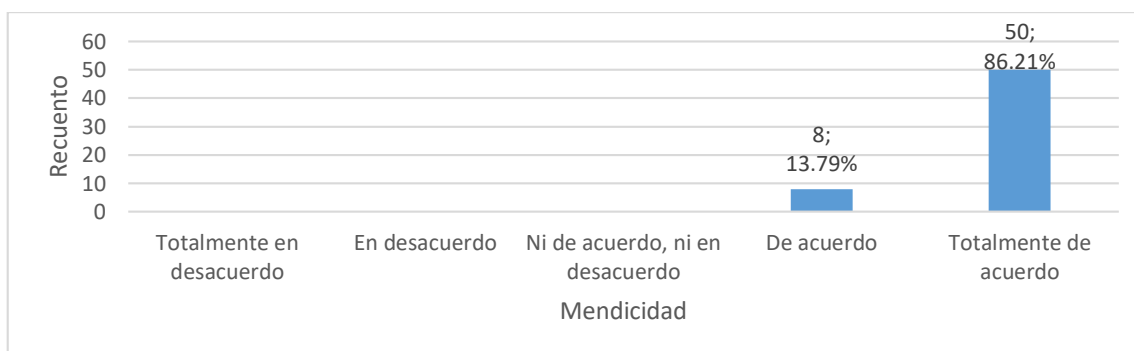 50;
86.21%
8;
13.79%
60
50
40
30
20
10
0
Recuento
Totalmente en
desacuerdo
En desacuerdo
Ni de acuerdo, ni en
desacuerdo
De acuerdo
Totalmente de
acuerdo
Mendicidad